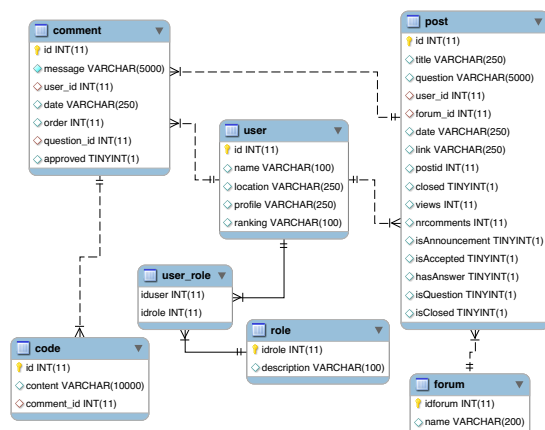 comment
id INT(11)
message VARCHAR(5000)
user_id INT(11)
date VARCHAR(250)
order INT(11)
question_id INT(11)
approved TINYINT(1)
post
id INT(11)
title VARCHAR(250)
question VARCHAR(5000)
user_id INT(11)
forum_id INT(11)
date VARCHAR(250)
link VARCHAR(250)
postid INT(11)
closed TINYINT(1)
views INT(11)
nrcomments INT(11)
isAnnouncement TINYINT(1)
isAccepted TINYINT(1)
hasAnswer TINYINT(1)
isQuestion TINYINT(1)
isClosed TINYINT(1)
user
id INT(11)
name VARCHAR(100)
location VARCHAR(250)
profile VARCHAR(250)
ranking VARCHAR(100)
user_role
iduser INT(11)
idrole INT(11)
role
idrole INT(11)
description VARCHAR(100)
code
id INT(11)
content VARCHAR(10000)
comment_id INT(11)
forum
idforum INT(11)
name VARCHAR(200)